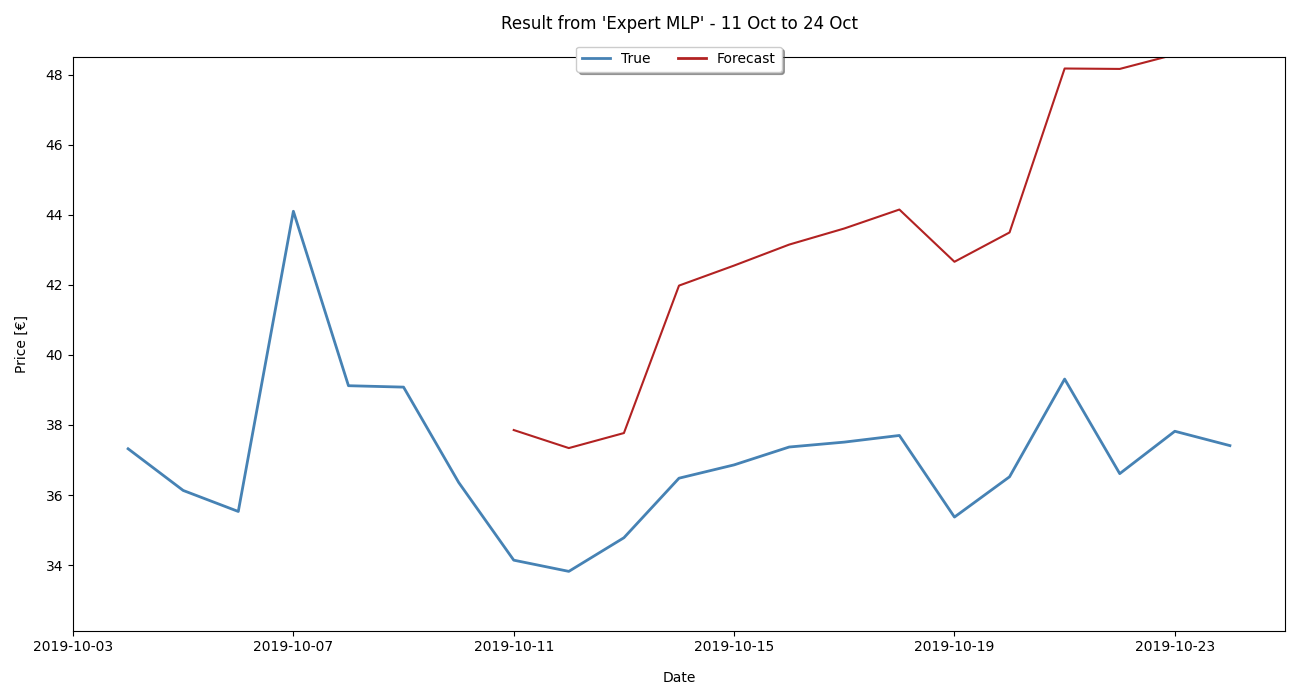 Result from 'Expert MLP' - 11 Oct to 24 Oct
True Forecast
48
46
44
42
40
38
36
34
Price [€]
2019-10-03 2019-10-07 2019-10-11 2019-10-15 2019-10-19 2019-10-23
Date